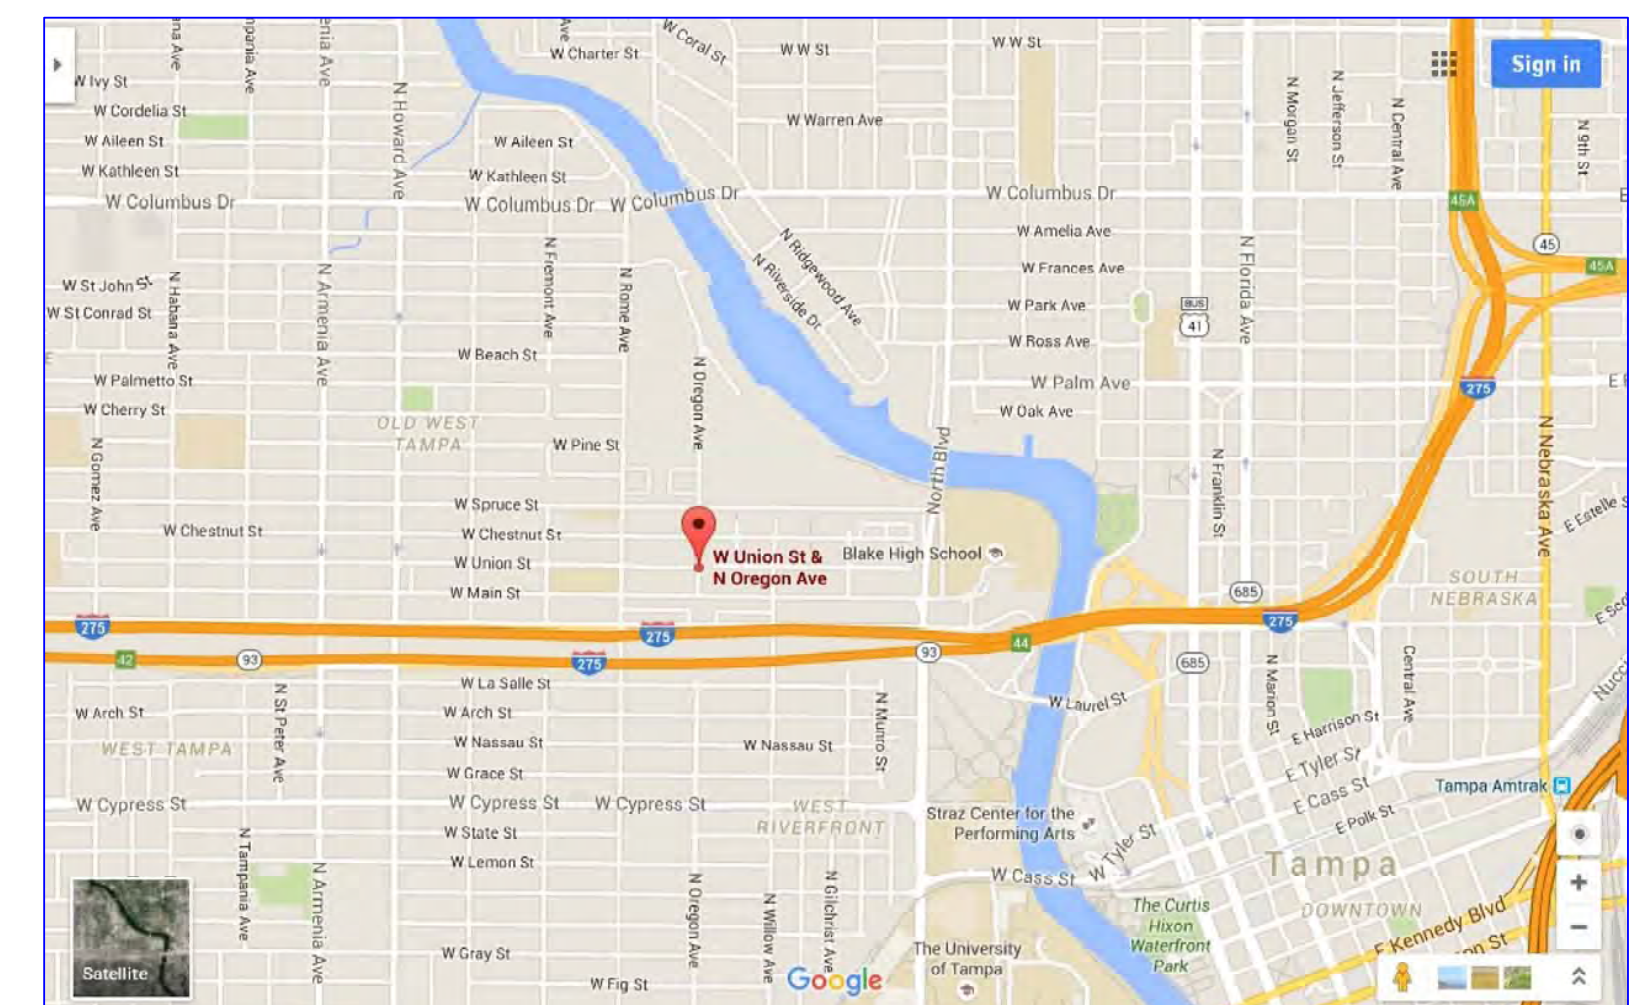 W Charter St
W Coral St
W W St
W W St
Sign in
W Ivy St
W Cordelia St
W Aileen St
W Kathleen St
W Columbus Dr
N Howard Ave
W Aileen St
W Kathleen St
W Columbus Dr
W Columbus Dr
W Warren Ave
W Columbus Dr
N Morgan St
N Jefferson St
N Central Ave
N 9th St
45A
45
45A
W Amelia Ave
W Frances Ave
W Park Ave
W Ross Ave
W Palm Ave
W Oak Ave
BUS
41
N Florida Ave
N Ridgewood Ave
N Riverside Dr
N Fremont Ave
N Rome Ave
W St John St
W St Conrad St
N Habana Ave
N Armenia Ave
W Beach St
W Palmetto St
W Cherry St
N Oregon Ave
275
OLD WEST
TAMPA
W Pine St
N Gomez Ave
North Blvd
N Franklin St
N Nebraska Ave
E Estelle S
W Spruce St
W Chestnut St
W Chestnut St
W Union St
W Main St
W Union St &
N Oregon Ave
Blake High School
SOUTH
NEBRASKA
685
275
275
275
275
42
93
93
44
685
W La Salle St
W Arch St
W Arch St
N St Peter Ave
W Nassau St
W Nassau St
N Munro St
W Laurel St
N Marion St
Central Ave
E Harrison St
E Tyler St
E Cass St
E Polk St
WEST TAMPA
W Grace St
W Cypress St
W Cypress St
W Cypress St
W State St
W Lemon St
WEST
RIVERFRONT
Straz Center for the
Performing Arts
W Tyler St
W Cass St
Tampa Amtrak
Tampa
DOWNTOWN
E Kennedy Blvd
N Tampania Ave
N Armenia Ave
N Oregon Ave
N Willow Ave
N Gilchrist Ave
The Curtis
Hixon
Waterfront
Park
The University
of Tampa
W Gray St
W Fig St
Satellite
Google